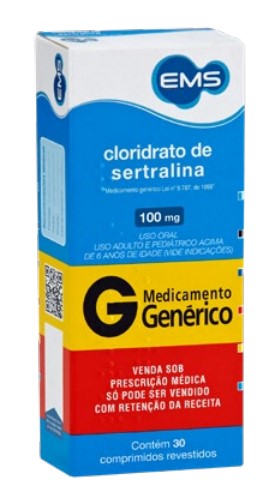 EMS
EMS
cloridrato de
sertralina
"Medicamento genérico Lei nº 9.787, de 1999"
100 mg
USO ORAL
USO ADULTO E PEDIÁTRICO ACIMA
DE 6 ANOS DE IDADE (VIDE INDICAÇÕES)
G Medicamento
Genérico
VENDA SOB
PRESCRIÇÃO MÉDICA
SÓ PODE SER VENDIDO
COM RETENÇÃO DA RECEITA
Contém 30
comprimidos revestidos